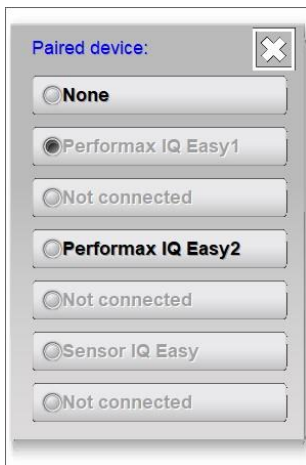 Paired device:
None
Performax IQ Easy1
Not connected
Performax IQ Easy2
Not connected
Sensor IQ Easy
Not connected